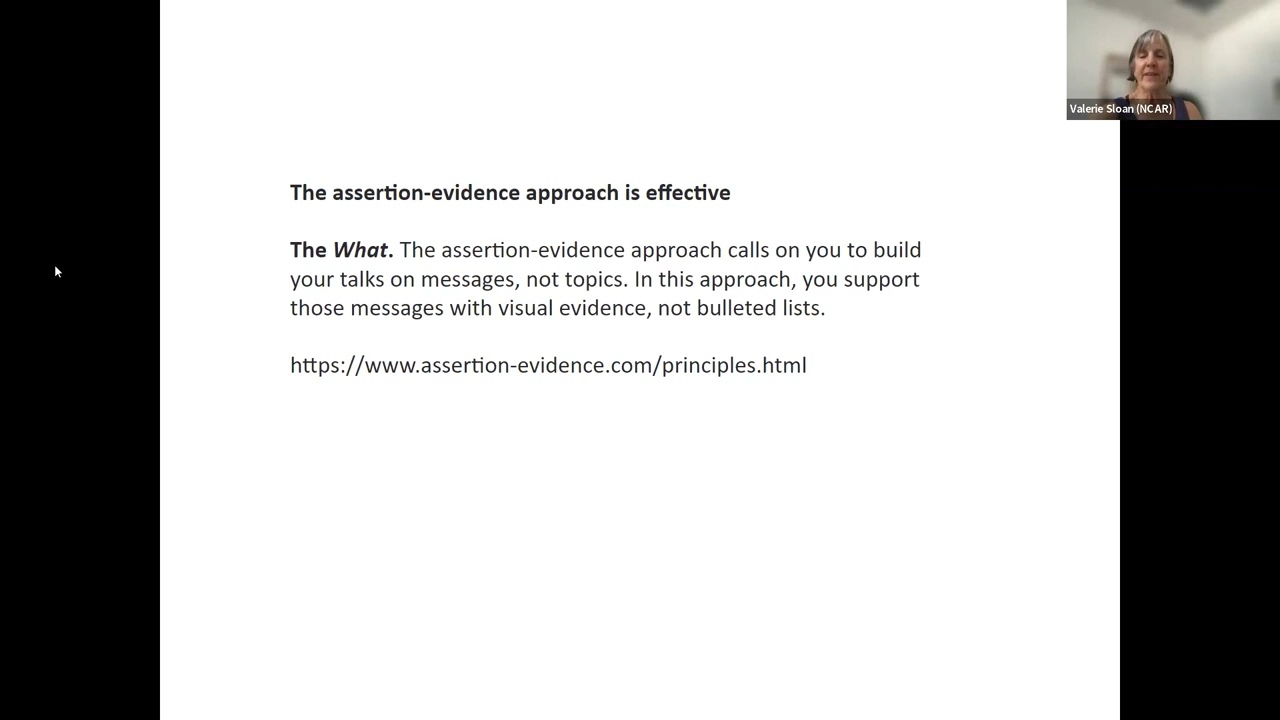 Valerie Sloan (NCAR)
The assertion-evidence approach is effective
The What. The assertion-evidence approach calls on you to build
your talks on messages, not topics. In this approach, you support
those messages with visual evidence, not bulleted lists.
https://www.assertion-evidence.com/principles.html